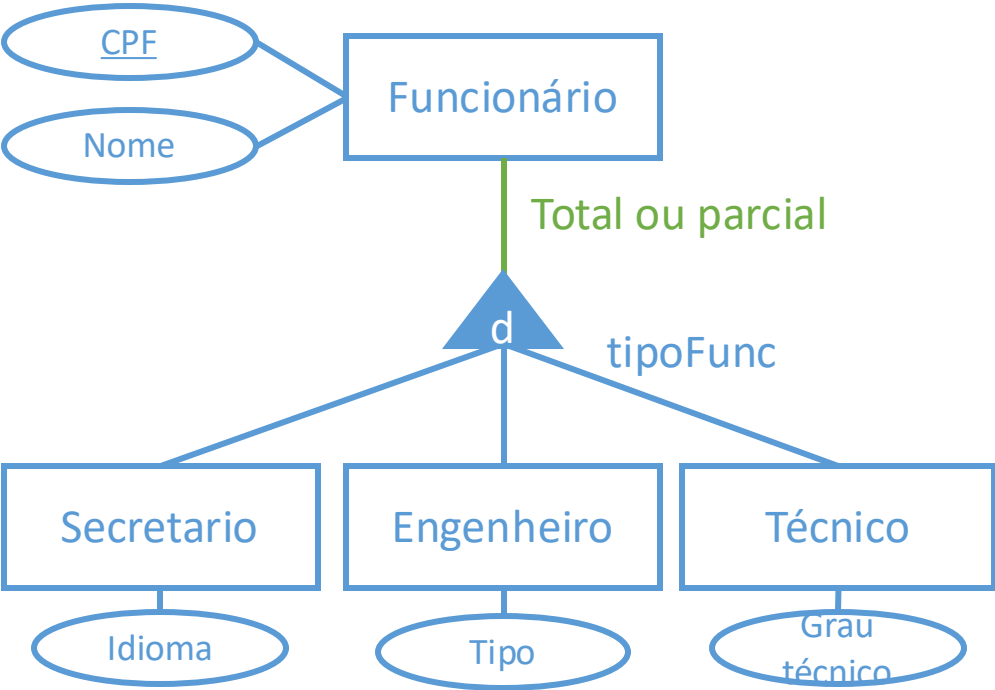 CPF
Funcionário
Nome
Total ou parcial
d
tipoFunc
Secretario
Engenheiro
Técnico
Idioma
Tipo
Grau
técnico